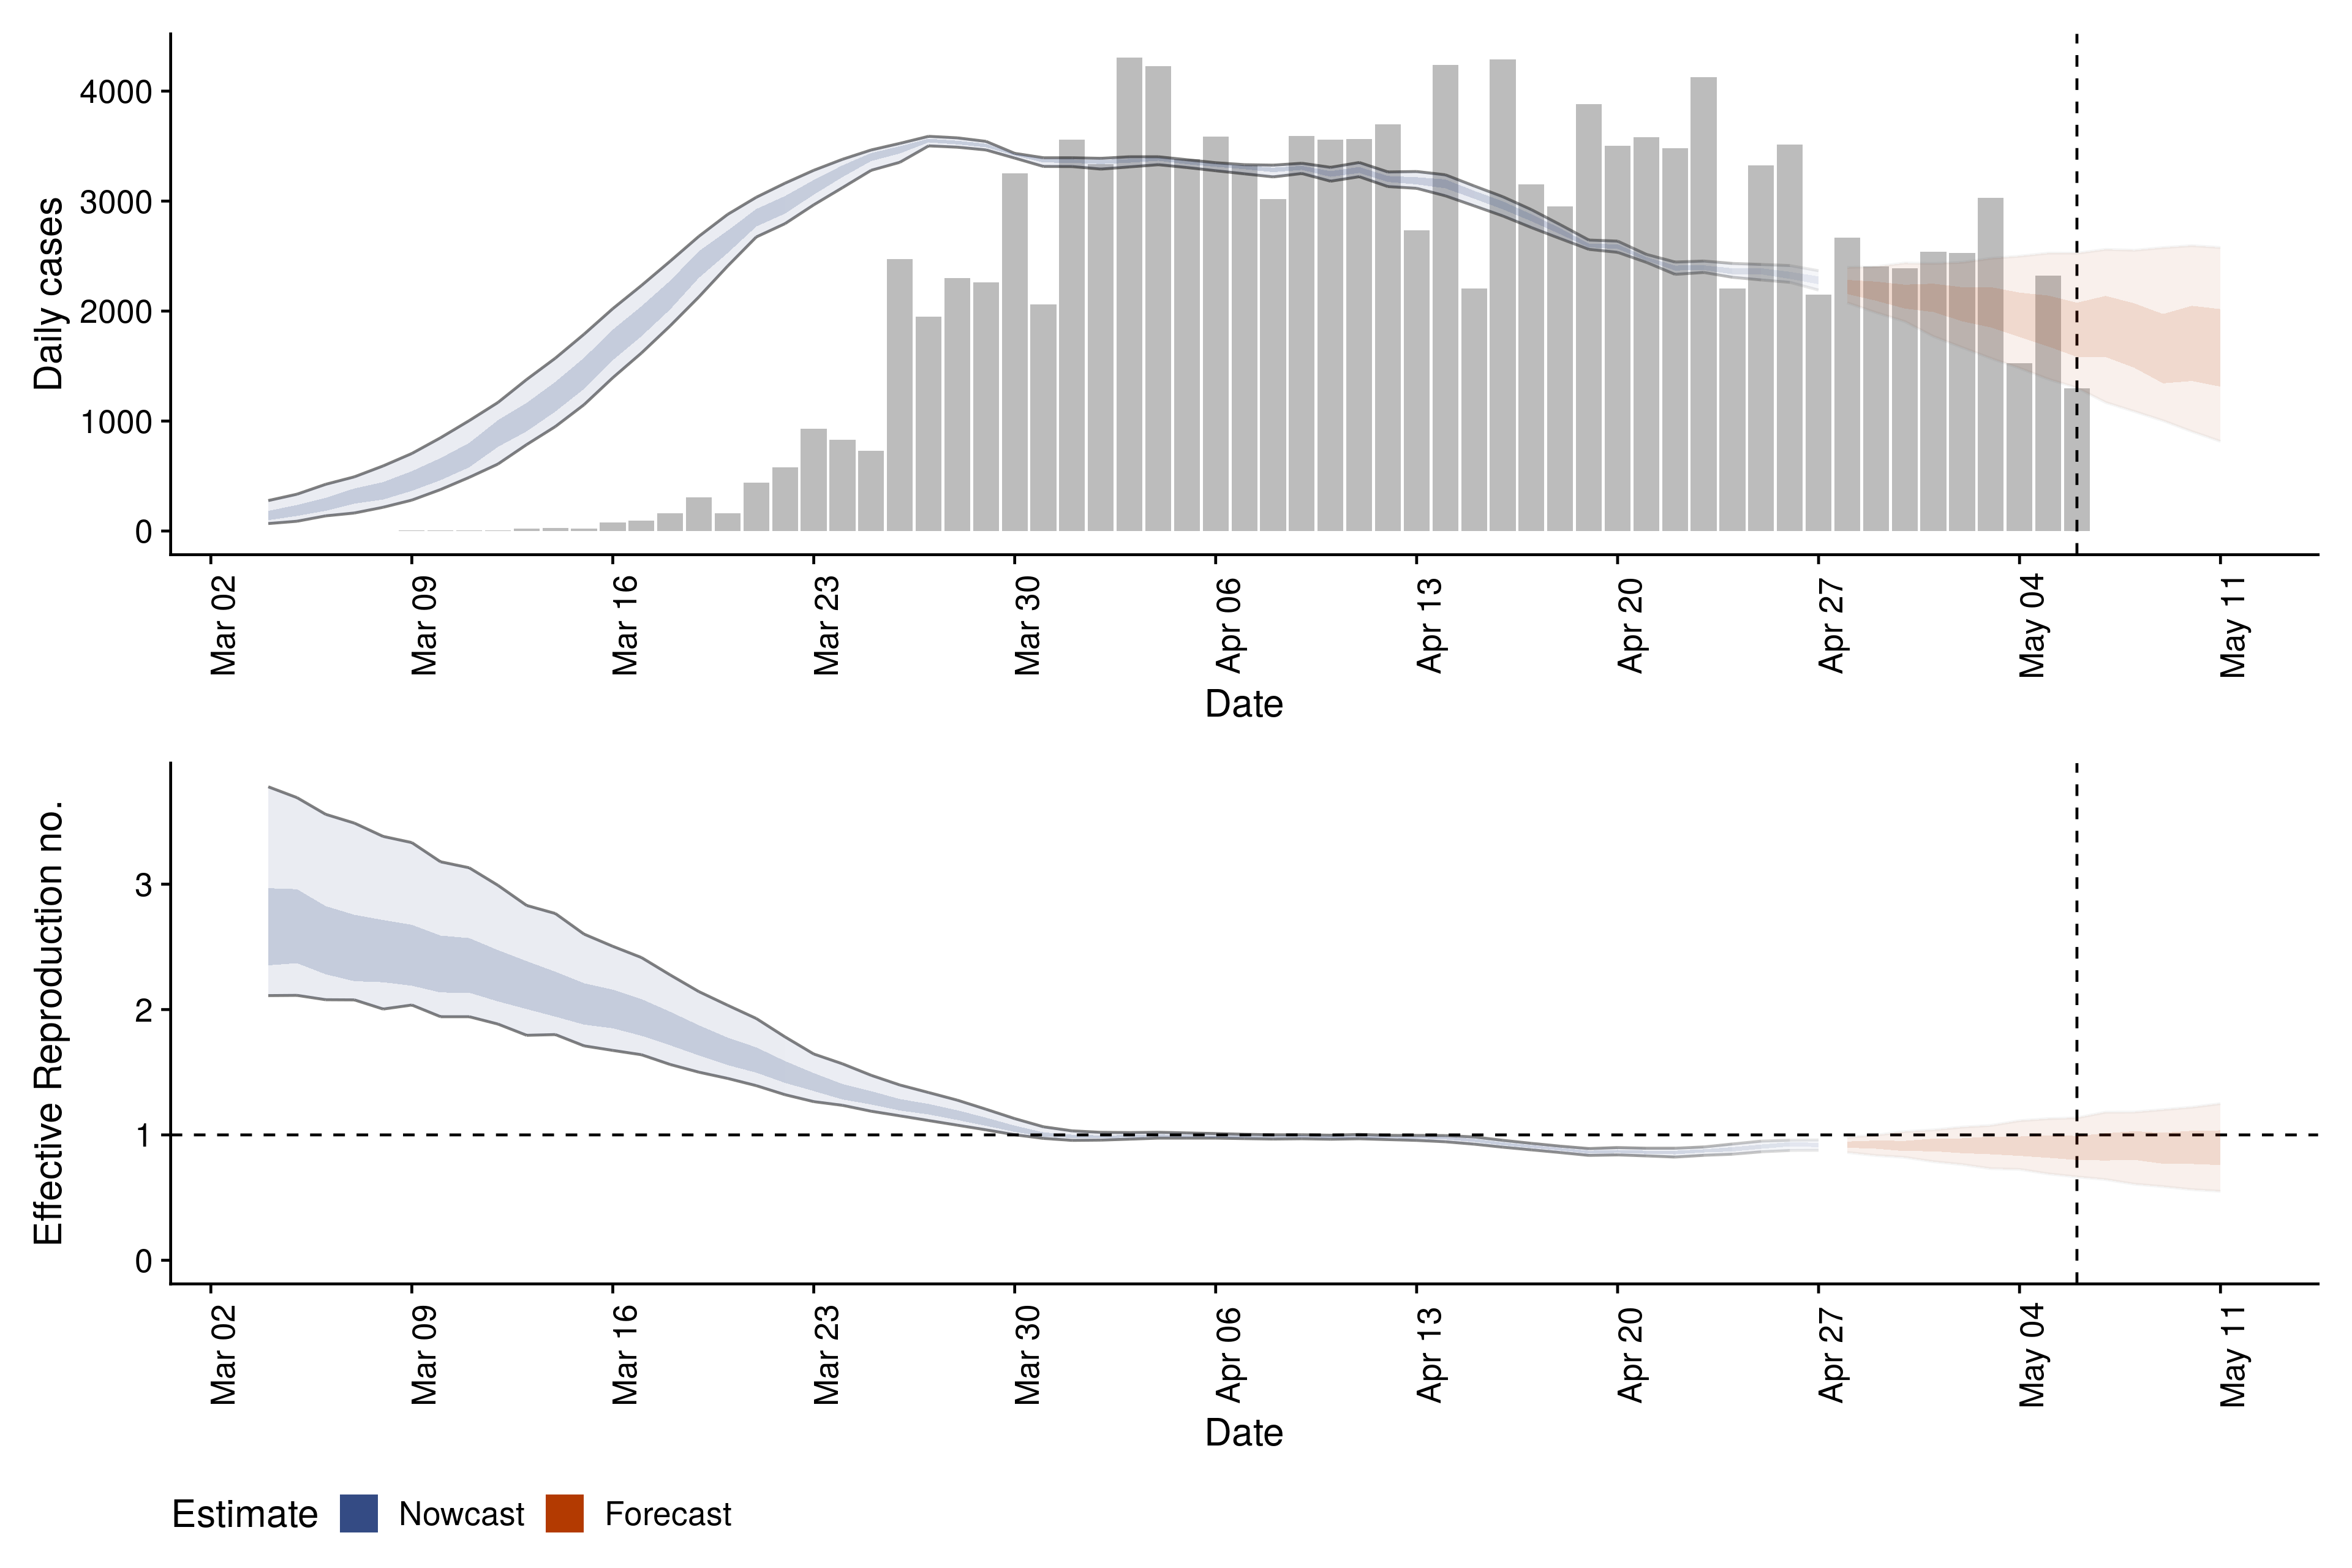 Daily cases
4000
3000
2000
1000
0
Mar 02 Mar 09 Mar 16 Mar 23 Mar 30 Apr 06 Apr 13 Apr 20 Apr 27 May 04 May 11
Date
Effective Reproduction no.
3
2
1
0
Mar 02 Mar 09 Mar 16 Mar 23 Mar 30 Apr 06 Apr 13 Apr 20 Apr 27 May 04 May 11
Date
Estimate Nowcast Forecast